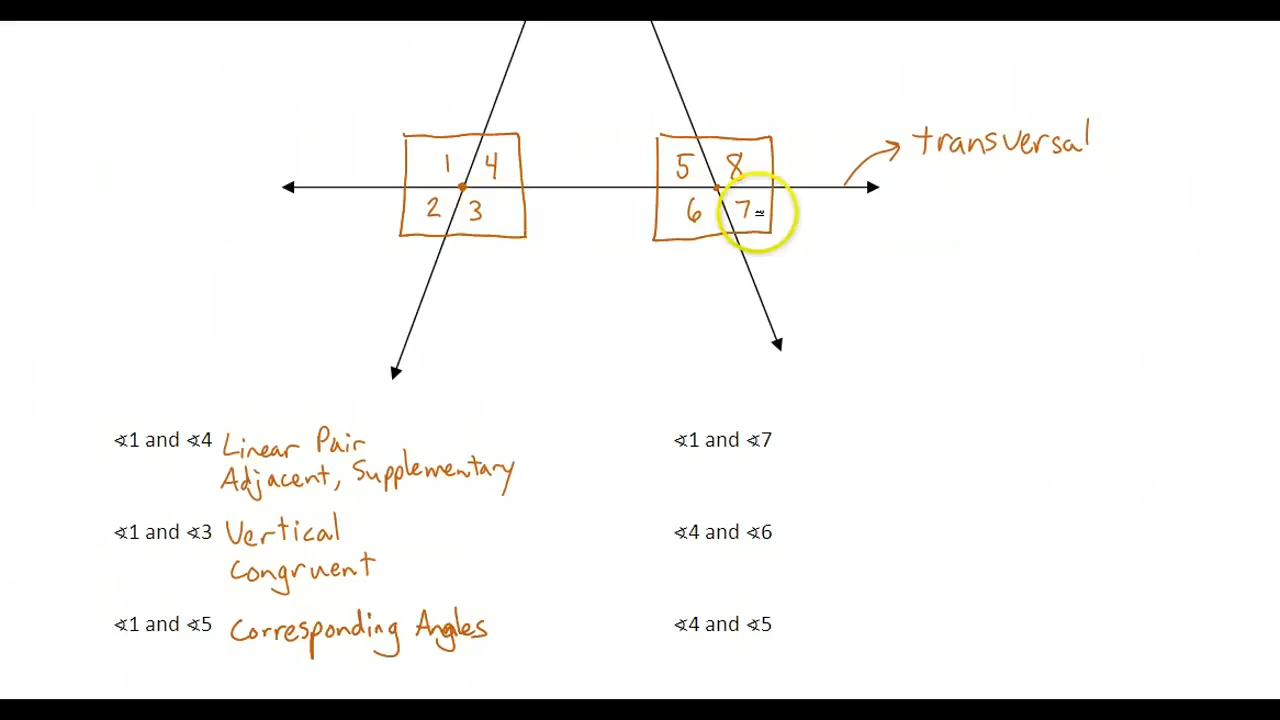 transversal
1 4 5 8
2 3 6 7
∢1 and ∢4 Linear Pair
Adjacent, Supplementary
∢1 and ∢3 Vertical
Congruent
∢1 and ∢5 Corresponding Angles
∢1 and ∢7
∢4 and ∢6
∢4 and ∢5